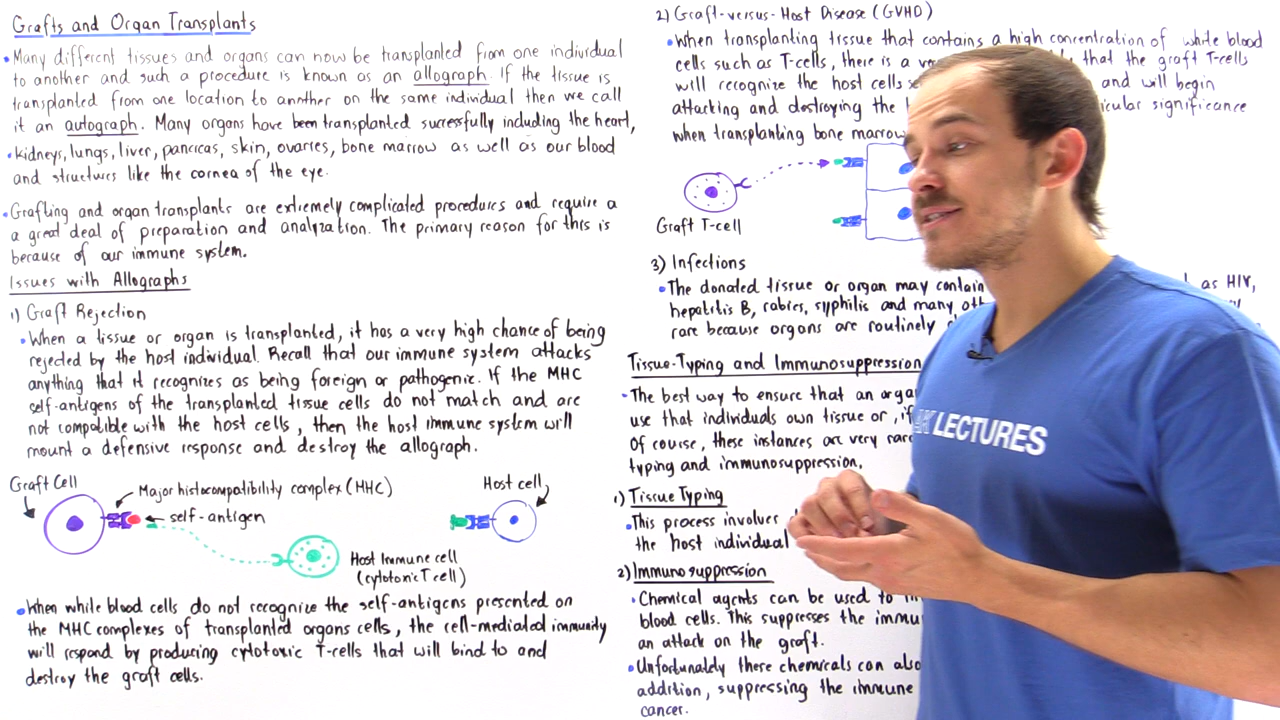 Grafts and Organ Transplants
• Many different tissues and organs can now be transplanted from one individual
to another and such a procedure is known as an allograph. If the tissue is
transplanted from one location to another on the same individual then we call
it an autograph. Many organs have been transplanted successfully including the heart,
• kidneys, lungs, liver, pancreas, skin, ovaries, bone marrow as well as our blood
and structures like the cornea of the eye.
• Grafting and organ transplants are extremely complicated procedures and require a
a great deal of preparation and analyzation. The primary reason for this is
because of our immune system.
Issues with Allographs
1) Graft Rejection
• When a tissue or organ is transplanted, it has a very high chance of being
rejected by the host individual. Recall that our immune system attacks
anything that it recognizes as being foreign or pathogenic. If the MHC
self-antigens of the transplanted tissue cells do not match and are
not compatible with the host cells, then the host immune system will
mount a defensive response and destroy the allograph.
Graft Cell
Major histocompatibility complex (MHC)
self-antigen
Host cell
Host Immune cell
(cytotoxic T cell)
• When white blood cells do not recognize the self-antigens presented on
the MHC complexes of transplanted organs cells, the cell-mediated immunity
will respond by producing cytotoxic T-cells that will bind to and
destroy the graft cells.
2) Graft-versus-Host Disease (GVHD)
• When transplanting tissue that contains a high concentration of white blood
cells such as T-cells, there is a that the graft T-cells
will recognize the host cells and will begin
attacking and destroying the significance
when transplanting bone marrow
Graft T-cell
3) Infections
• The donated tissue or organ may contain as HIV,
hepatitis B, rabies, syphilis and many
rare because organs are routinely
Tissue-Typing and Immunosuppression
• The best way to ensure that an
use that individuals own tissue or, if
Of course, these instances are very rare
typing and immunosuppression.
1) Tissue Typing
• This process involves
the host individual
2) Immunosuppression
• Chemical agents can be used to
blood cells. This suppresses the
an attack on the graft.
• Unfortunately these chemicals can also
addition, suppressing the immune
cancer.
LECTURES